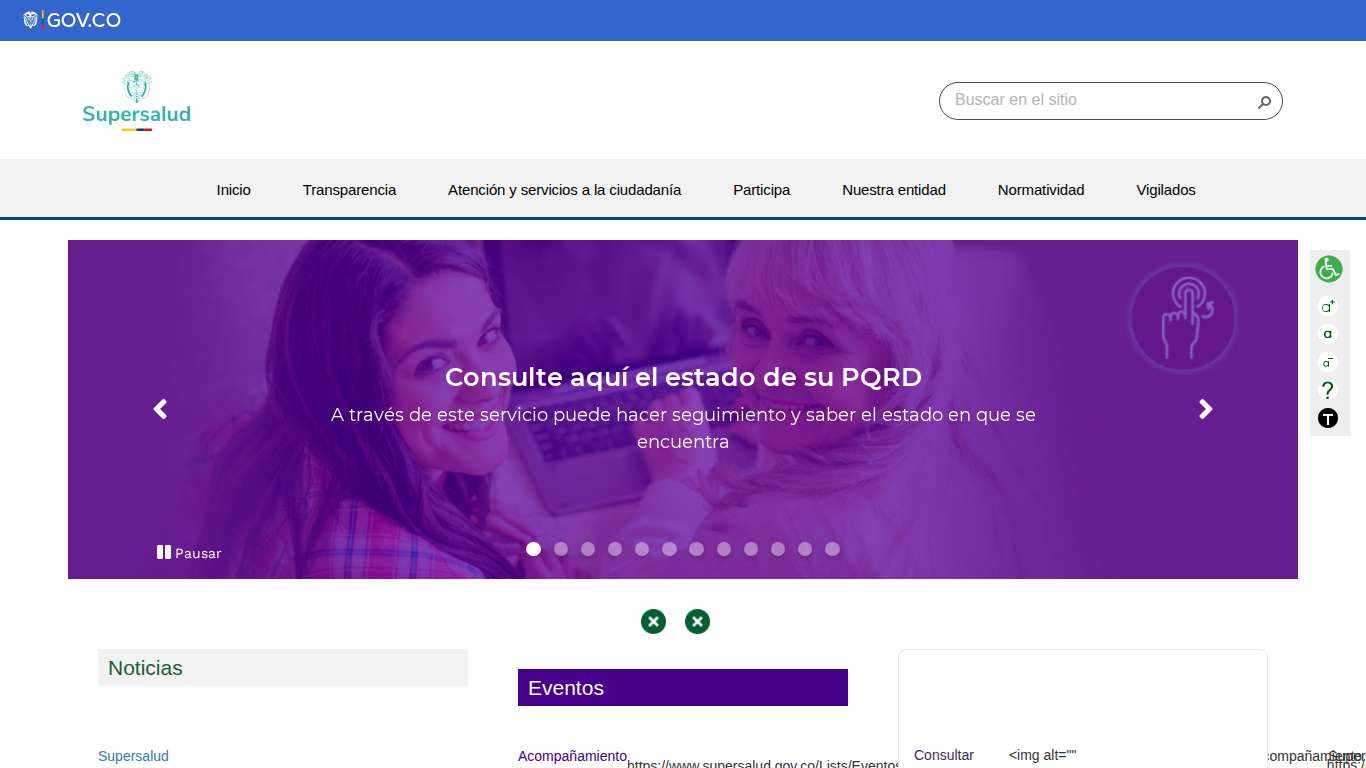 GOV.CO
Supersalud
Buscar en el sitio
Inicio
Transparencia
Atención y servicios a la ciudadanía
Participa
Nuestra entidad
Normatividad
Vigilados
Consulte aquí el estado de su PQRD
A través de este servicio puede hacer seguimiento y saber el estado en que se
encuentra
Pausar
a+
a
a-
?
T
Noticias
Eventos
Supersalud
Acompañamiento
https://www.supersalud.gov.co/Lists/Eventos
Consultar
<img alt=""